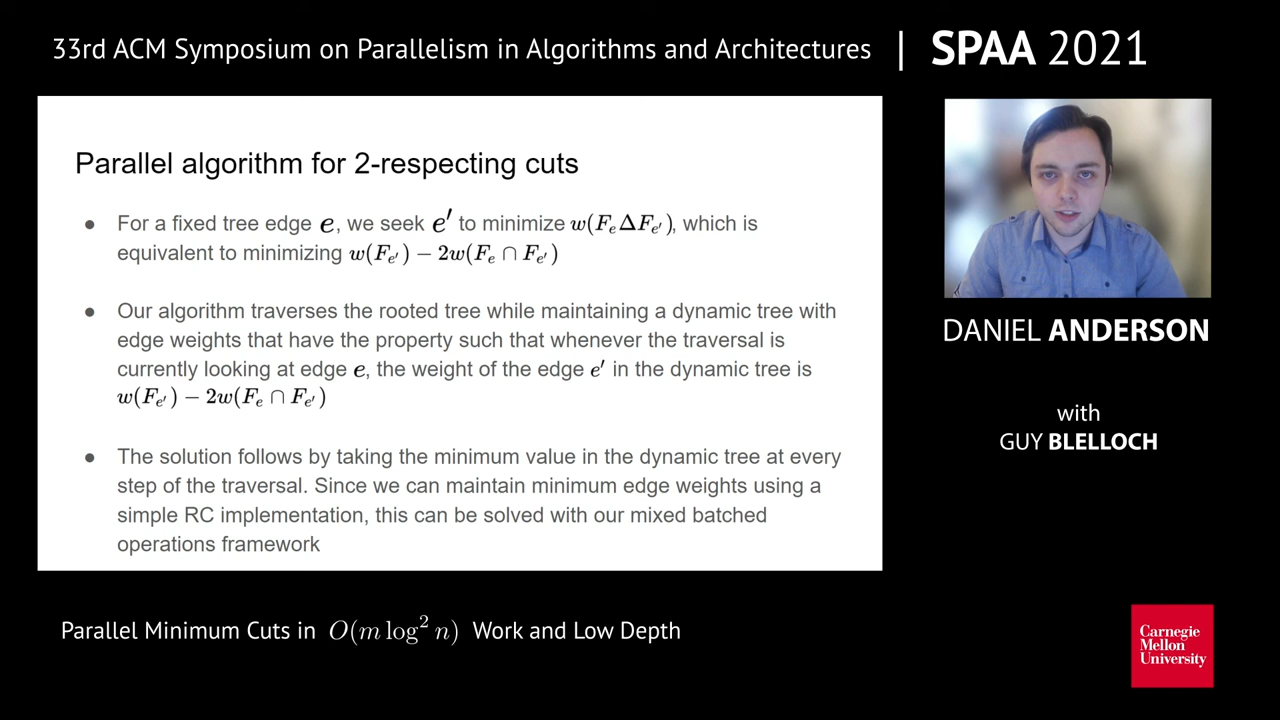 33rd ACM Symposium on Parallelism in Algorithms and Architectures | SPAA 2021
Parallel algorithm for 2-respecting cuts
● For a fixed tree edge e, we seek e′ to minimize w(F_e Δ F_e′), which is
equivalent to minimizing w(F_e′) − 2w(F_e ∩ F_e′)
● Our algorithm traverses the rooted tree while maintaining a dynamic tree with
edge weights that have the property such that whenever the traversal is
currently looking at edge e, the weight of the edge e′ in the dynamic tree is
w(F_e′) − 2w(F_e ∩ F_e′)
● The solution follows by taking the minimum value in the dynamic tree at every
step of the traversal. Since we can maintain minimum edge weights using a
simple RC implementation, this can be solved with our mixed batched
operations framework
DANIEL ANDERSON
with
GUY BLELLOCH
Parallel Minimum Cuts in O(m log² n) Work and Low Depth
Carnegie
Mellon
University